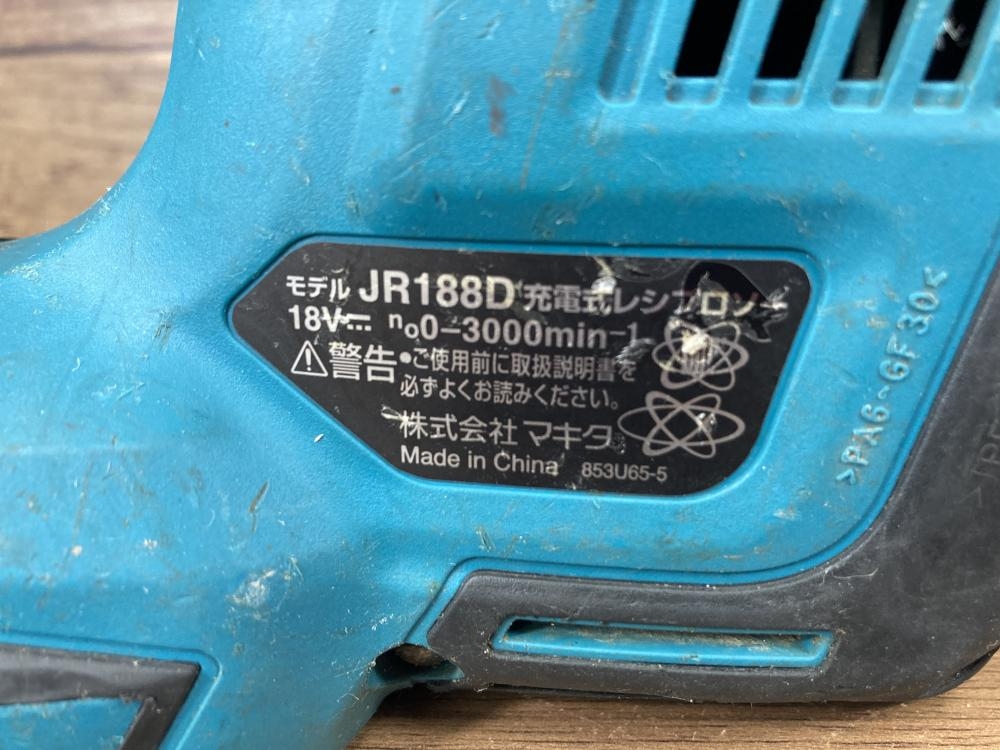 モデル JR188D 充電式レシプロソー
18V⎓ n₀0–3000min⁻¹
⚠警告 •ご使用前に取扱説明書を
必ずよくお読みください。
株式会社 マキタ
Made in China 853U65-5
>PA6-GF30<